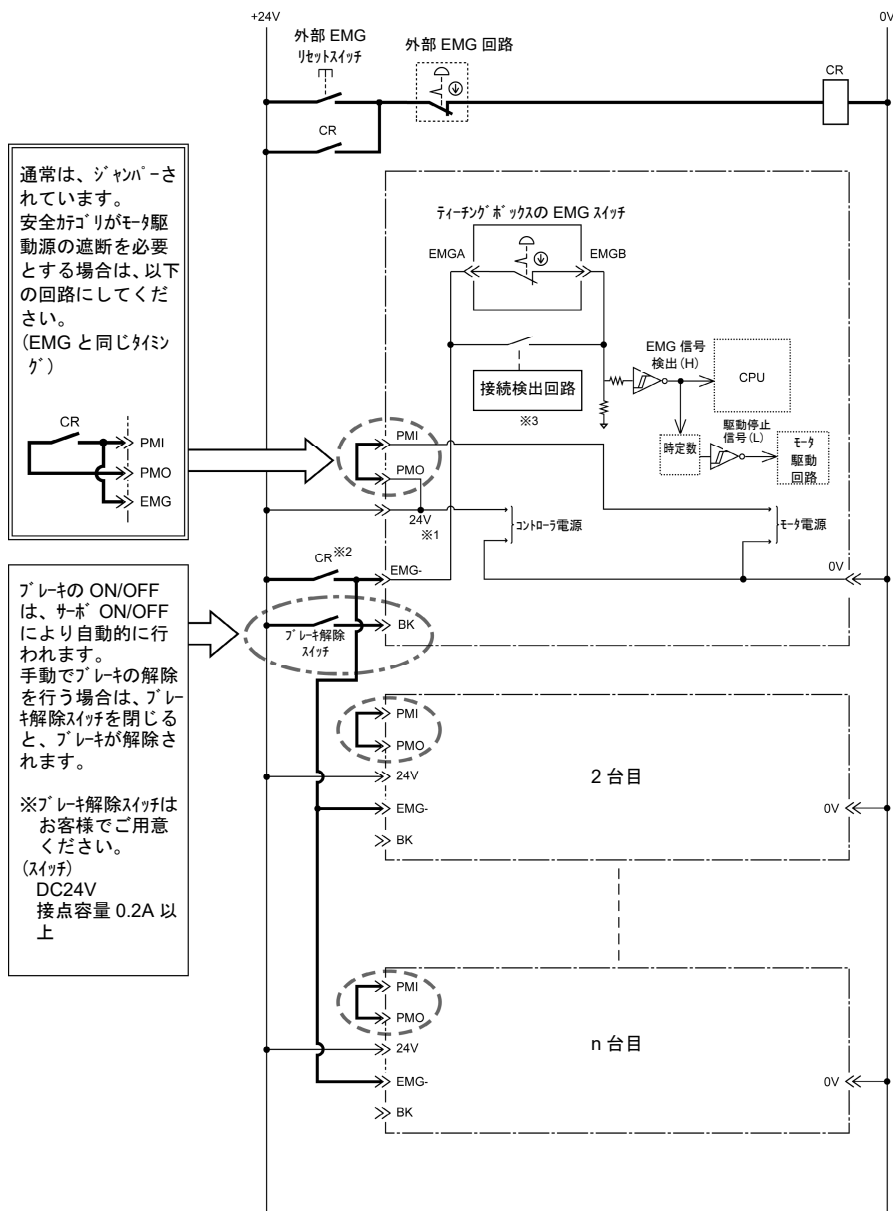 +24V
0V
外部 EMG
ﾘｾｯﾄｽｲｯﾁ
外部 EMG 回路
CR
CR
通常は、ｼﾞｬﾝﾊﾟｰさ
れています。
安全ｶﾃｺﾞﾘがﾓｰﾀ駆
動源の遮断を必要
とする場合は、以下
の回路にしてくだ
さい。
(EMG と同じﾀｲﾐﾝ
ｸﾞ)
CR
PMI
PMO
EMG
ﾃｨｰﾁﾝｸﾞﾎﾞｯｸｽの EMG ｽｲｯﾁ
EMGA
EMGB
接続検出回路
※3
EMG 信号
検出(H)
CPU
時定数
駆動停止
信号(L)
ﾓｰﾀ
駆動
回路
PMI
PMO
24V
※1
ｺﾝﾄﾛｰﾗ電源
ﾓｰﾀ電源
CR※2
EMG-
0V
ﾌﾞﾚｰｷ解除
ｽｲｯﾁ
BK
ﾌﾞﾚｰｷの ON/OFF
は、ｻｰﾎﾞ ON/OFF
により自動的に行
われます。
手動でﾌﾞﾚｰｷの解除
を行う場合は、ﾌﾞﾚｰ
ｷ解除ｽｲｯﾁを閉じる
と、ﾌﾞﾚｰｷが解除さ
れます。
※ﾌﾞﾚｰｷ解除ｽｲｯﾁは
お客様でご用意
ください。
(ｽｲｯﾁ)
DC24V
接点容量 0.2A 以
上
PMI
PMO
24V
EMG-
BK
2 台目
0V
PMI
PMO
24V
EMG-
BK
n 台目
0V